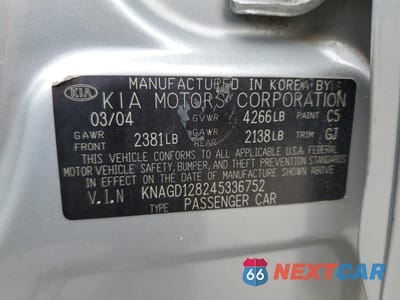 MANUFACTURED IN KOREA BY
KIA KIA MOTORS CORPORATION
03/04 GVWR 4266LB PAINT C5
GAWR FRONT 2381LB GAWR REAR 2138LB TRIM GJ
THIS VEHICLE CONFORMS TO ALL APPLICABLE FEDERAL
MOTOR VEHICLE SAFETY, BUMPER, AND THEFT PREVENTION STANDARDS
IN EFFECT ON THE DATE OF MANUFACTURE SHOWN ABOVE.
V.I.N KNAGD128245336752
TYPE PASSENGER CAR
66 NEXTCAR